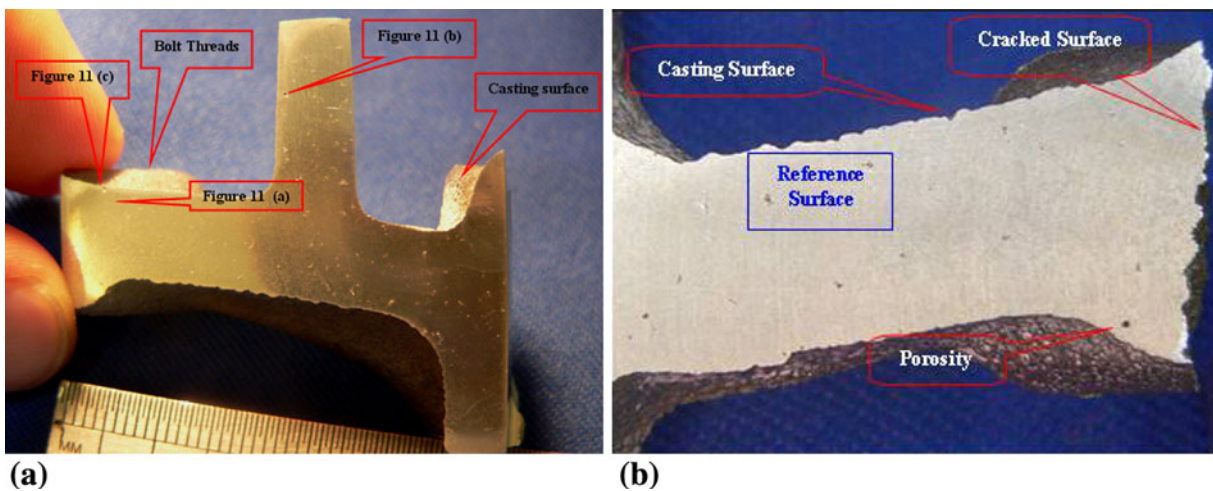 Bolt Threads
Figure 11 (b)
Figure 11 (c)
Casting surface
Figure 11 (a)
MM
(a)
Cracked Surface
Casting Surface
Reference
Surface
Porosity
(b)